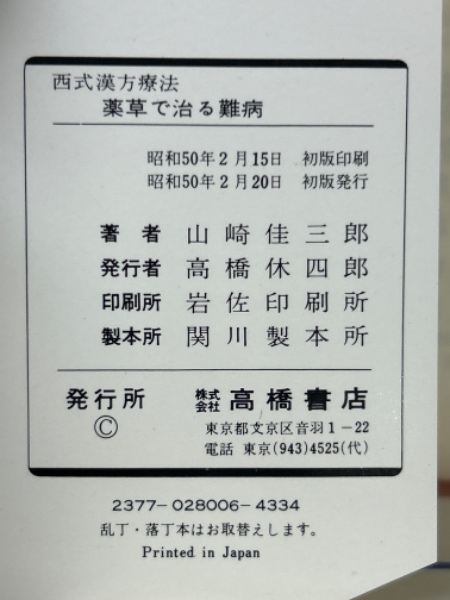 西式漢方療法
薬草で治る難病
昭和50年2月15日 初版印刷
昭和50年2月20日 初版発行
著者 山崎佳三郎
発行者 高橋休四郎
印刷所 岩佐印刷所
製本所 関川製本所
発行所 株式会社 高橋書店
© 東京都文京区音羽1-22
電話 東京(943)4525(代)
2377-028006-4334
乱丁・落丁本はお取替えします。
Printed in Japan